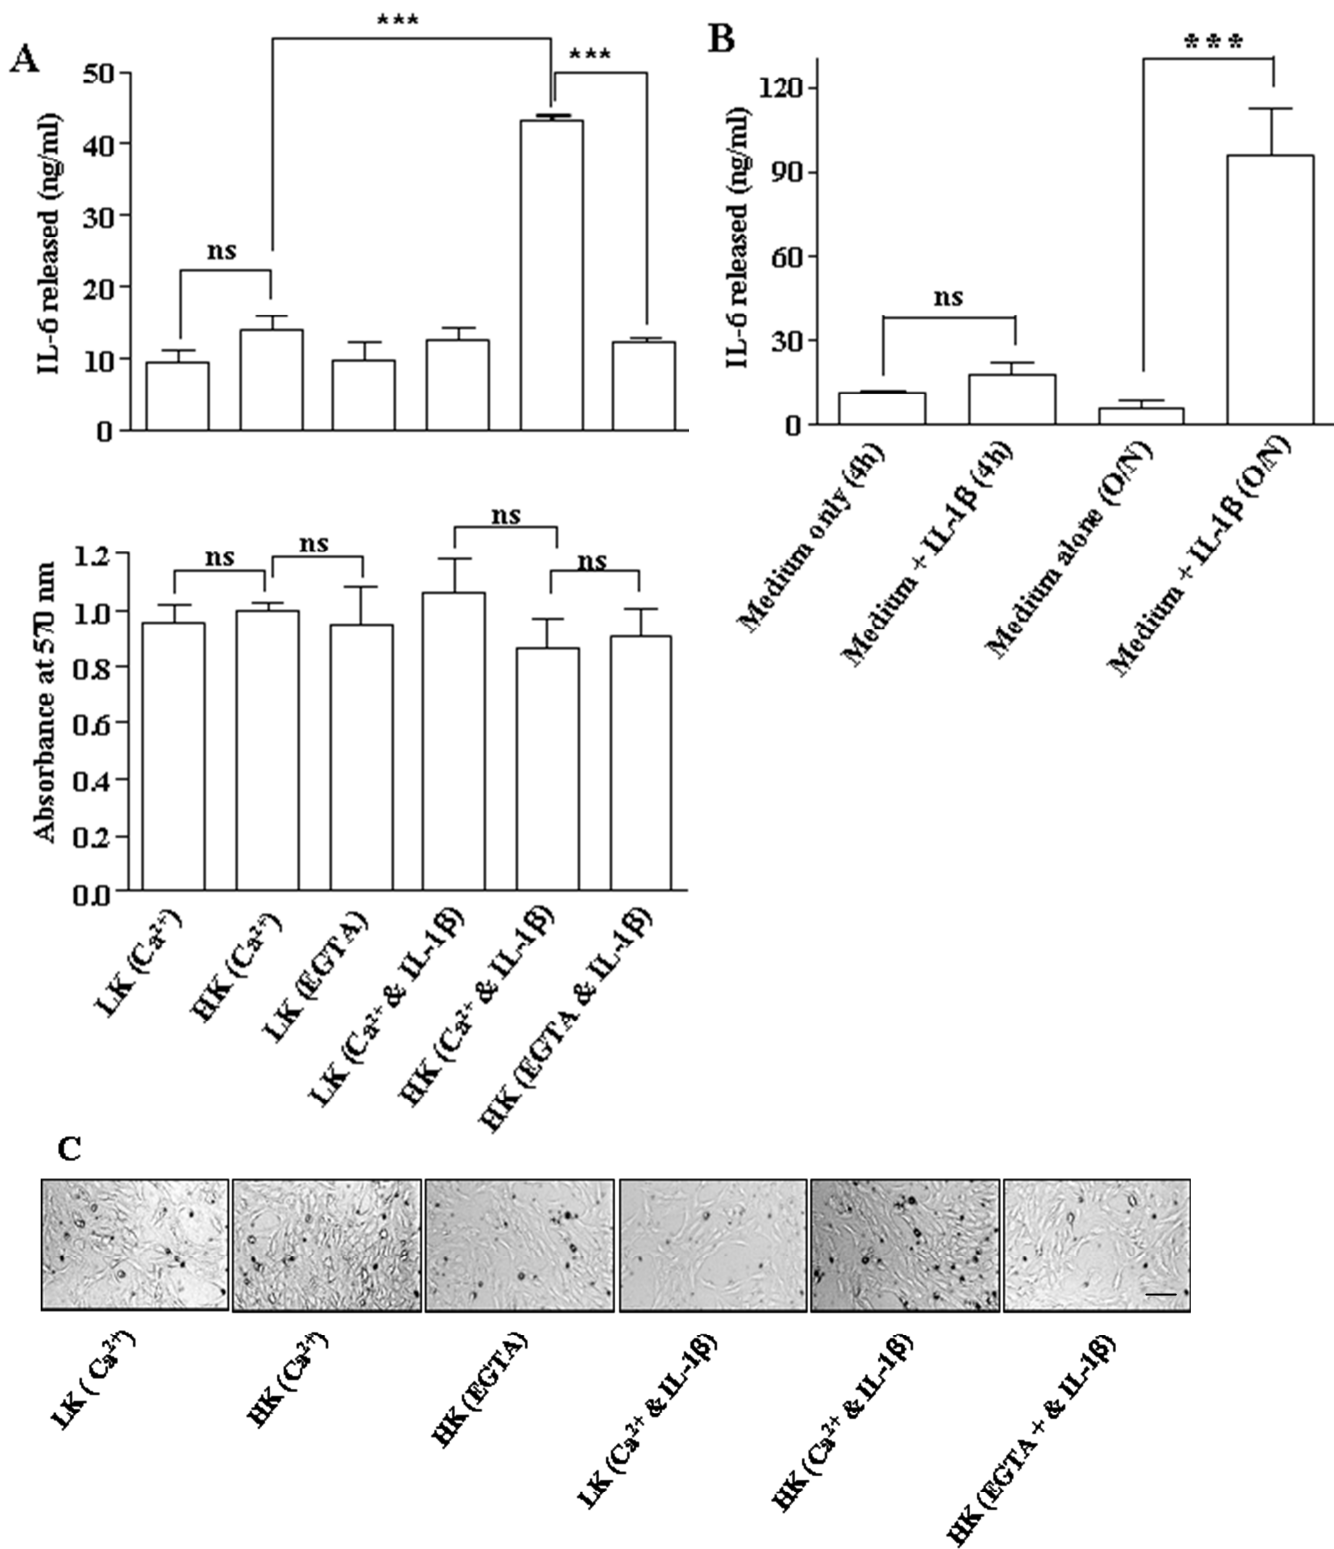 A
***
***
50
40
30
20
10
0
IL-6 released (ng/ml)
ns
B
***
120
90
60
30
0
IL-6 released (ng/ml)
ns
Medium only (4h)
Medium + IL-1β (4h)
Medium alone (O/N)
Medium + IL-1β (O/N)
1.2
1.0
0.8
0.6
0.4
0.2
0.0
Absorbance at 570 nm
ns
ns
ns
ns
LK (Ca²⁺)
HK (Ca²⁺)
LK (EGTA)
LK (Ca²⁺ & IL-1β)
HK (Ca²⁺ & IL-1β)
HK (EGTA & IL-1β)
C
LK ( Ca²⁺)
HK (Ca²⁺)
HK (EGTA)
LK (Ca²⁺ & IL-1β)
HK (Ca²⁺ & IL-1β)
HK (EGTA + & IL-1β)